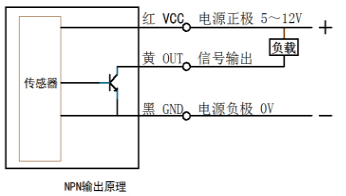 红 VCC 电源正极 5～12V +
负载
黄 OUT 信号输出
传感器
黑 GND 电源负极 0V —
NPN输出原理